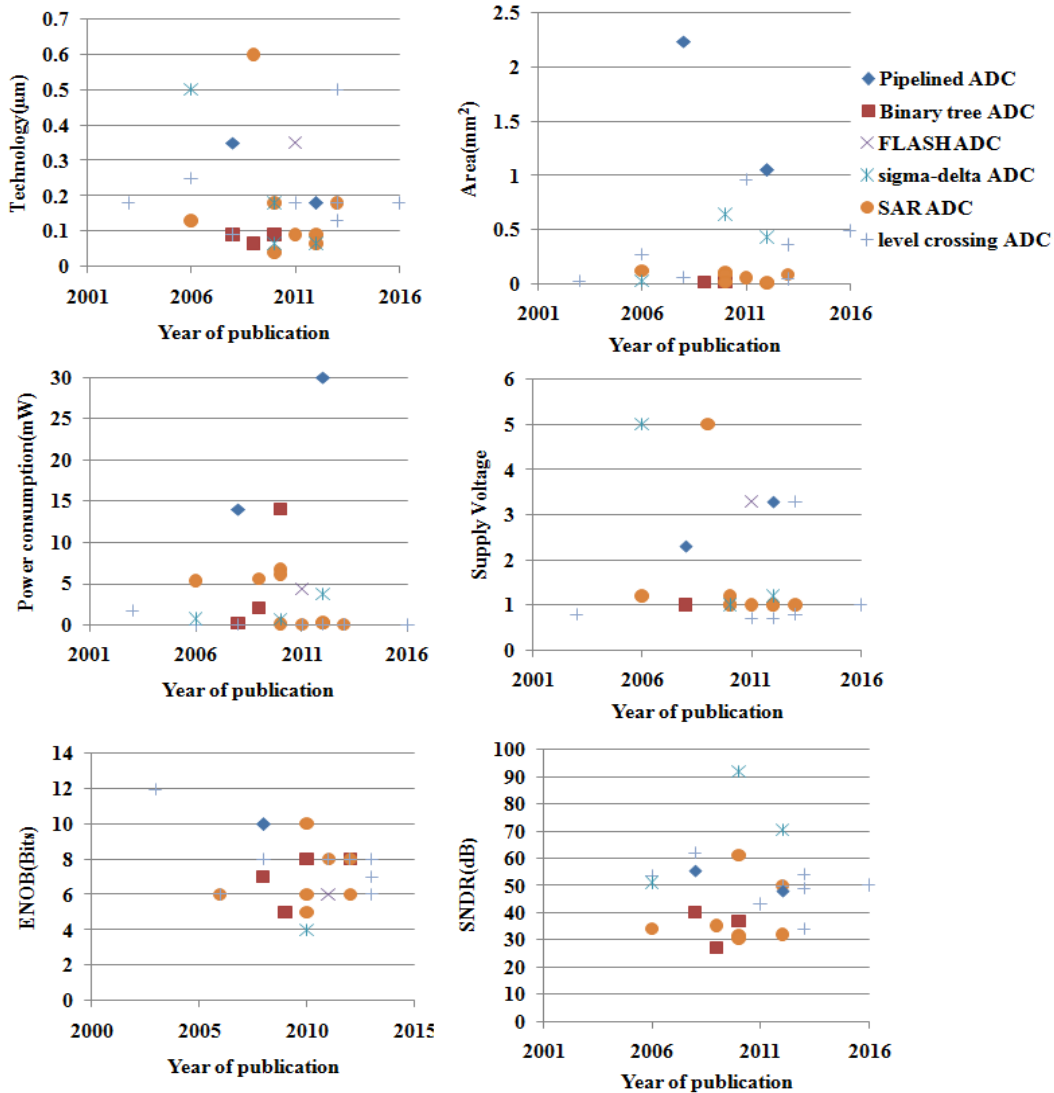 0.7
0.6
0.5
0.4
0.3
0.2
0.1
0
Technology(µm)
2001 2006 2011 2016
Year of publication
2.5
2
1.5
1
0.5
0
Area(mm²)
2001 2006 2011 2016
Year of publication
Pipelined ADC
Binary tree ADC
FLASH ADC
sigma-delta ADC
SAR ADC
level crossing ADC
30
25
20
15
10
5
0
Power consumption(mW)
2001 2006 2011 2016
Year of publication
6
5
4
3
2
1
0
Supply Voltage
2001 2006 2011 2016
Year of publication
14
12
10
8
6
4
2
0
ENOB(Bits)
2000 2005 2010 2015
Year of publication
100
90
80
70
60
50
40
30
20
10
0
SNDR(dB)
2001 2006 2011 2016
Year of publication